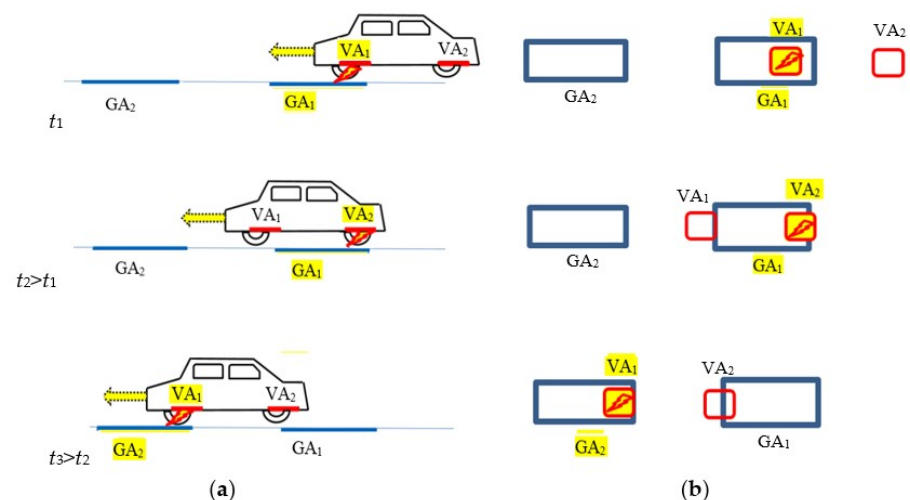 VA₁ VA₂
GA₂ GA₁
t₁
GA₂
VA₁
GA₁
VA₂
VA₁ VA₂
GA₂ GA₁
t₂>t₁
GA₂
VA₁ VA₂
GA₁
VA₁ VA₂
GA₂ GA₁
t₃>t₂
VA₁
GA₂
VA₂
GA₁
(a) (b)